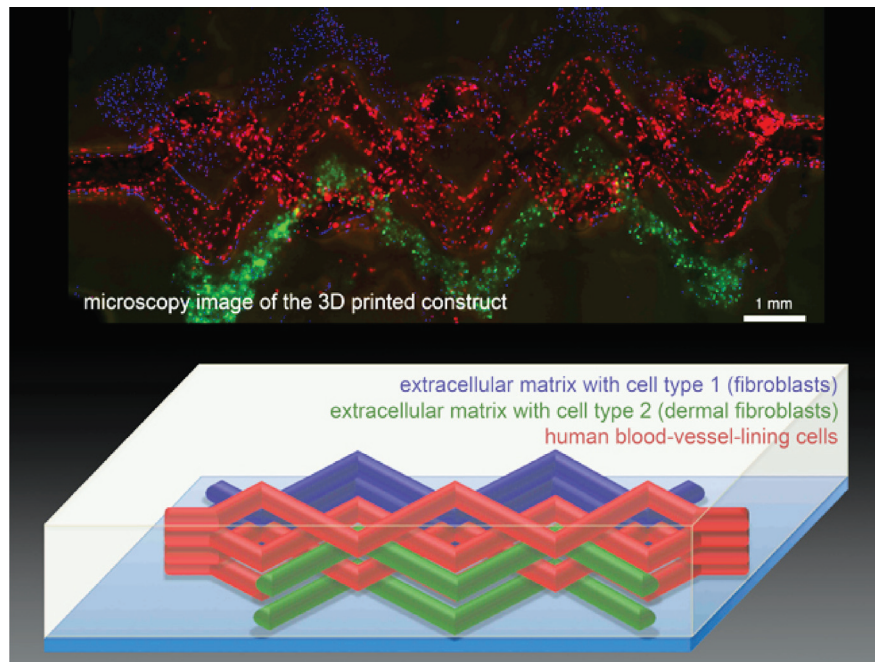 microscopy image of the 3D printed construct
1 mm
extracellular matrix with cell type 1 (fibroblasts)
extracellular matrix with cell type 2 (dermal fibroblasts)
human blood-vessel-lining cells